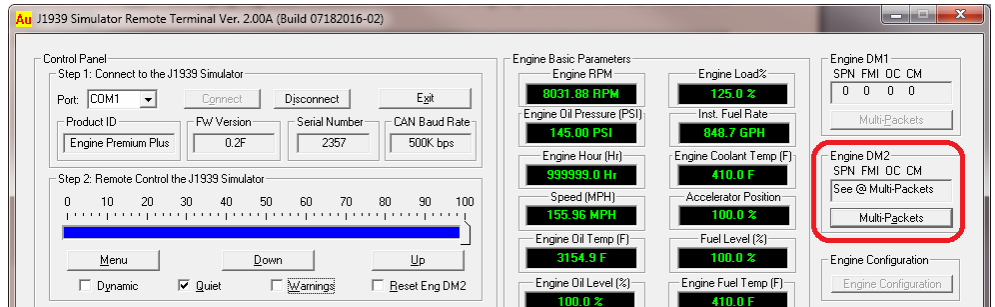 Au J1939 Simulator Remote Terminal Ver. 2.00A (Build 07182016-02)
Control Panel
Step 1: Connect to the J1939 Simulator
Port: COM1 Connect Disconnect Exit
Product ID FW Version Serial Number CAN Baud Rate
Engine Premium Plus 0.2F 2357 500K bps
Step 2: Remote Control the J1939 Simulator
0 10 20 30 40 50 60 70 80 90 100
Menu Down Up
Dynamic Quiet Warnings Reset Eng DM2
Engine Basic Parameters
Engine RPM Engine Load%
8031.88 RPM 125.0 %
Engine Oil Pressure (PSI) Inst. Fuel Rate
145.00 PSI 848.7 GPH
Engine Hour (Hr) Engine Coolant Temp (F)
999999.0 Hr 410.0 F
Speed (MPH) Accelerator Position
155.96 MPH 100.0 %
Engine Oil Temp (F) Fuel Level (%)
3154.9 F 100.0 %
Engine Oil Level (%) Engine Fuel Temp (F)
100.0 % 410.0 F
Engine DM1
SPN FMI OC CM
0 0 0 0
Multi-Packets
Engine DM2
SPN FMI OC CM
See @ Multi-Packets
Multi-Packets
Engine Configuration
Engine Configuration